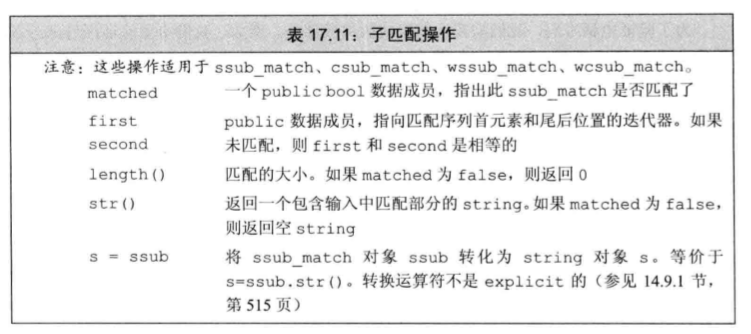 表 17.11：子匹配操作
注意：这些操作适用于 ssub_match、csub_match、wssub_match、wcsub_match。
matched 一个 public bool 数据成员，指出此 ssub_match 是否匹配了
first public 数据成员，指向匹配序列首元素和尾后位置的迭代器。如果
second 未匹配，则 first 和 second 是相等的
length() 匹配的大小。如果 matched 为 false，则返回 0
str() 返回一个包含输入中匹配部分的 string。如果 matched 为 false，
则返回空 string
s = ssub 将 ssub_match 对象 ssub 转化为 string 对象 s。等价于
s=ssub.str()。转换运算符不是 explicit 的（参见 14.9.1 节，
第 515 页）